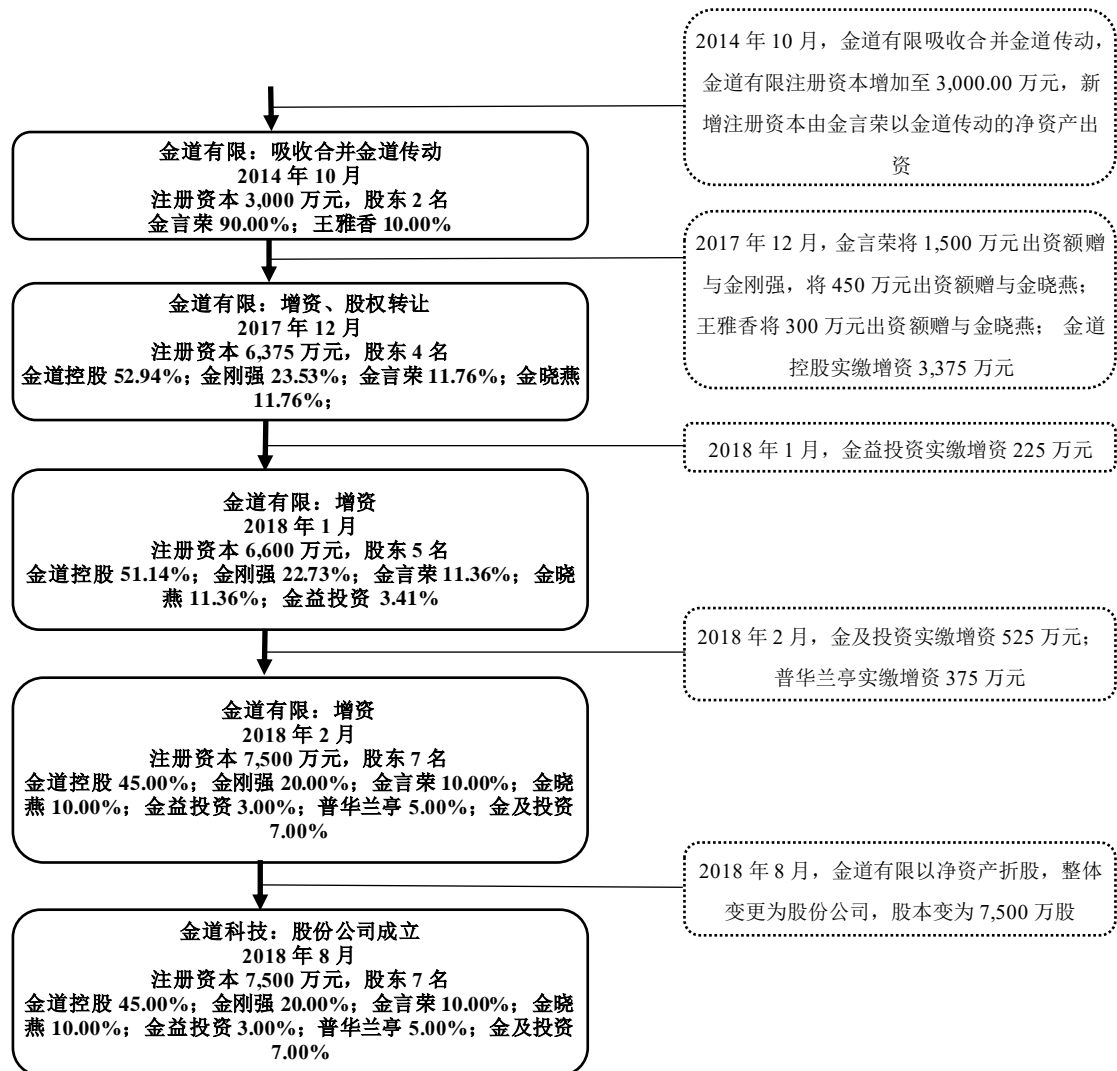 2014 年 10 月，金道有限吸收合并金道传动，
金道有限注册资本增加至 3,000.00 万元，新
增注册资本由金言荣以金道传动的净资产出
资
金道有限：吸收合并金道传动
2014 年 10 月
注册资本 3,000 万元，股东 2 名
金言荣 90.00%；王雅香 10.00%
2017 年 12 月，金言荣将 1,500 万元出资额赠
与金刚强，将 450 万元出资额赠与金晓燕；
王雅香将 300 万元出资额赠与金晓燕； 金道
控股实缴增资 3,375 万元
金道有限：增资、股权转让
2017 年 12 月
注册资本 6,375 万元，股东 4 名
金道控股 52.94%；金刚强 23.53%；金言荣 11.76%；金晓燕
11.76%；
2018 年 1 月，金益投资实缴增资 225 万元
金道有限：增资
2018 年 1 月
注册资本 6,600 万元，股东 5 名
金道控股 51.14%；金刚强 22.73%；金言荣 11.36%；金晓
燕 11.36%；金益投资 3.41%
2018 年 2 月，金及投资实缴增资 525 万元；
普华兰亭实缴增资 375 万元
金道有限：增资
2018 年 2 月
注册资本 7,500 万元，股东 7 名
金道控股 45.00%；金刚强 20.00%；金言荣 10.00%；金晓
燕 10.00%；金益投资 3.00%；普华兰亭 5.00%；金及投资
7.00%
2018 年 8 月，金道有限以净资产折股，整体
变更为股份公司，股本变为 7,500 万股
金道科技：股份公司成立
2018 年 8 月
注册资本 7,500 万元，股东 7 名
金道控股 45.00%；金刚强 20.00%；金言荣 10.00%；金晓
燕 10.00%；金益投资 3.00%；普华兰亭 5.00%；金及投资
7.00%